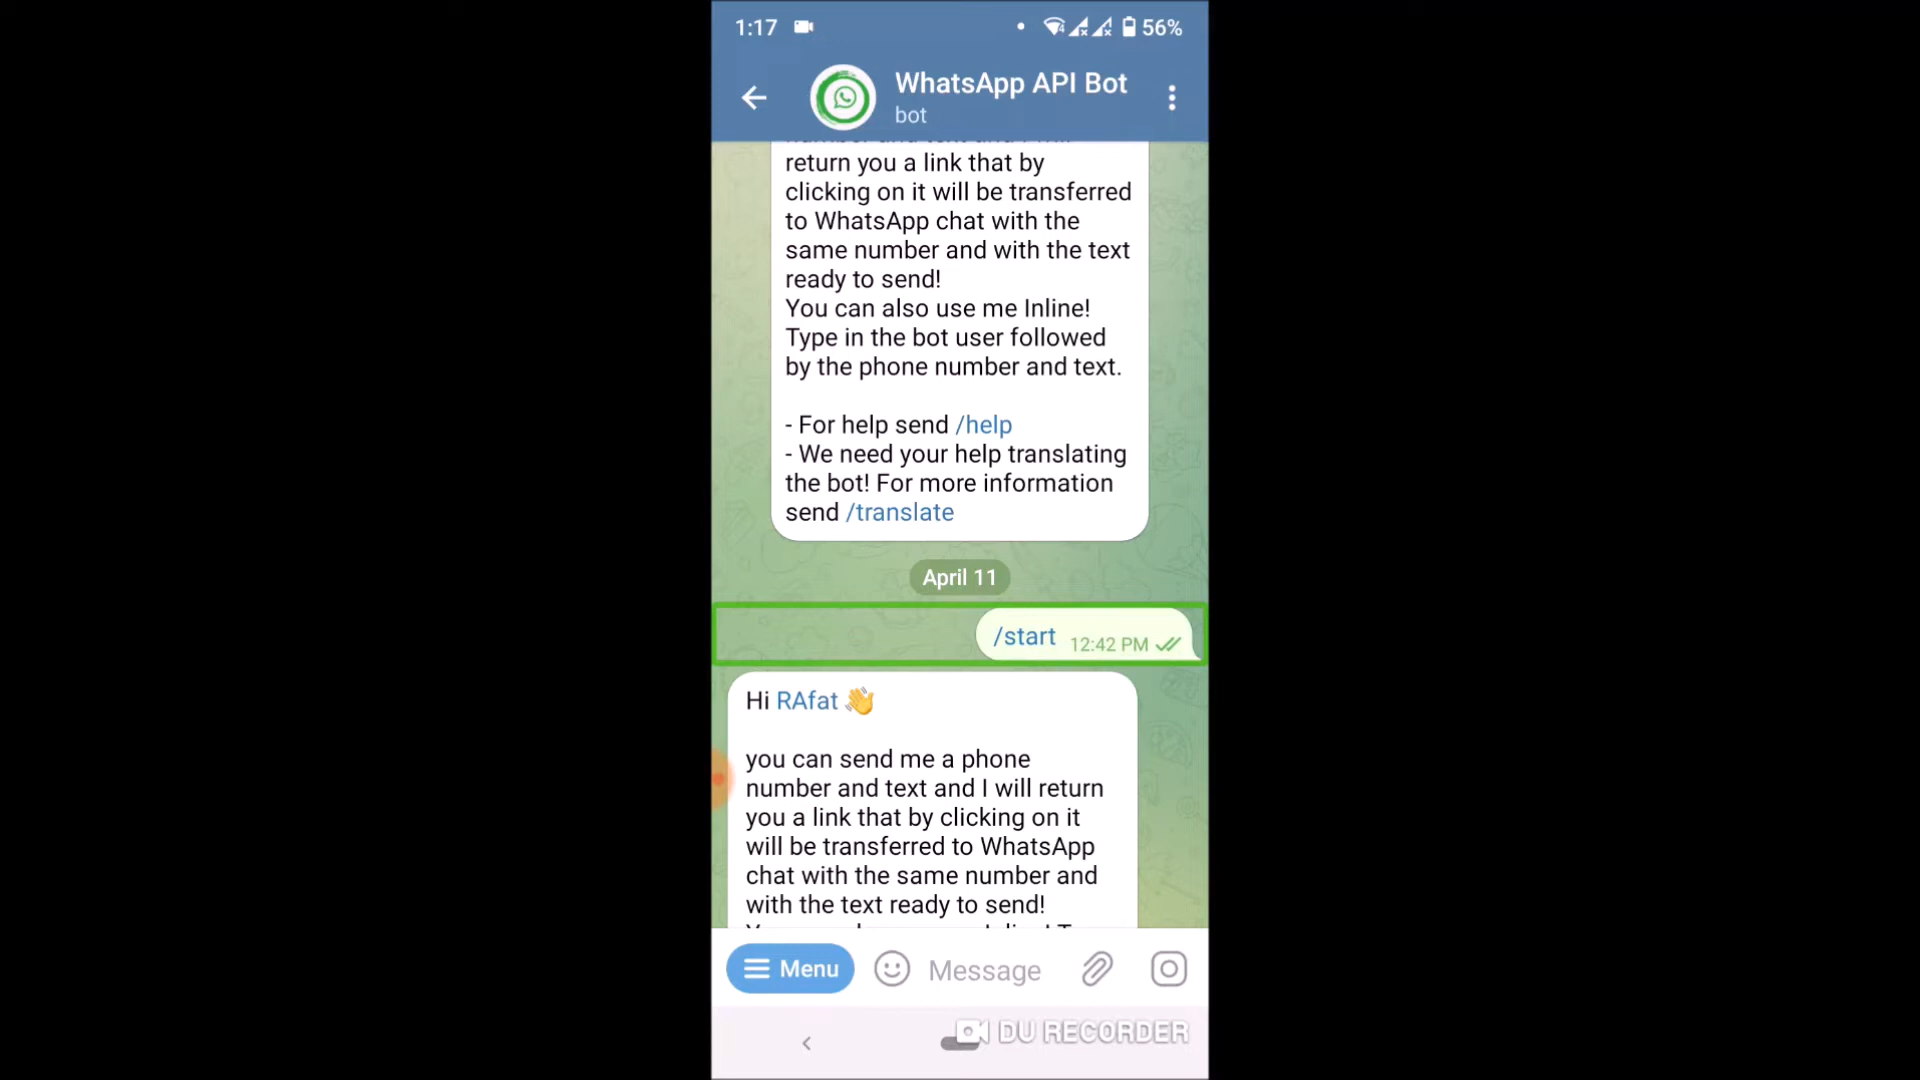 1:17
56%
WhatsApp API Bot
bot
return you a link that by
clicking on it will be transferred
to WhatsApp chat with the
same number and with the text
ready to send!
You can also use me Inline!
Type in the bot user followed
by the phone number and text.
- For help send /help
- We need your help translating
the bot! For more information
send /translate
April 11
/start 12:42 PM
Hi RAfat 👋
you can send me a phone
number and text and I will return
you a link that by clicking on it
will be transferred to WhatsApp
chat with the same number and
with the text ready to send!
Menu
Message
DU RECORDER